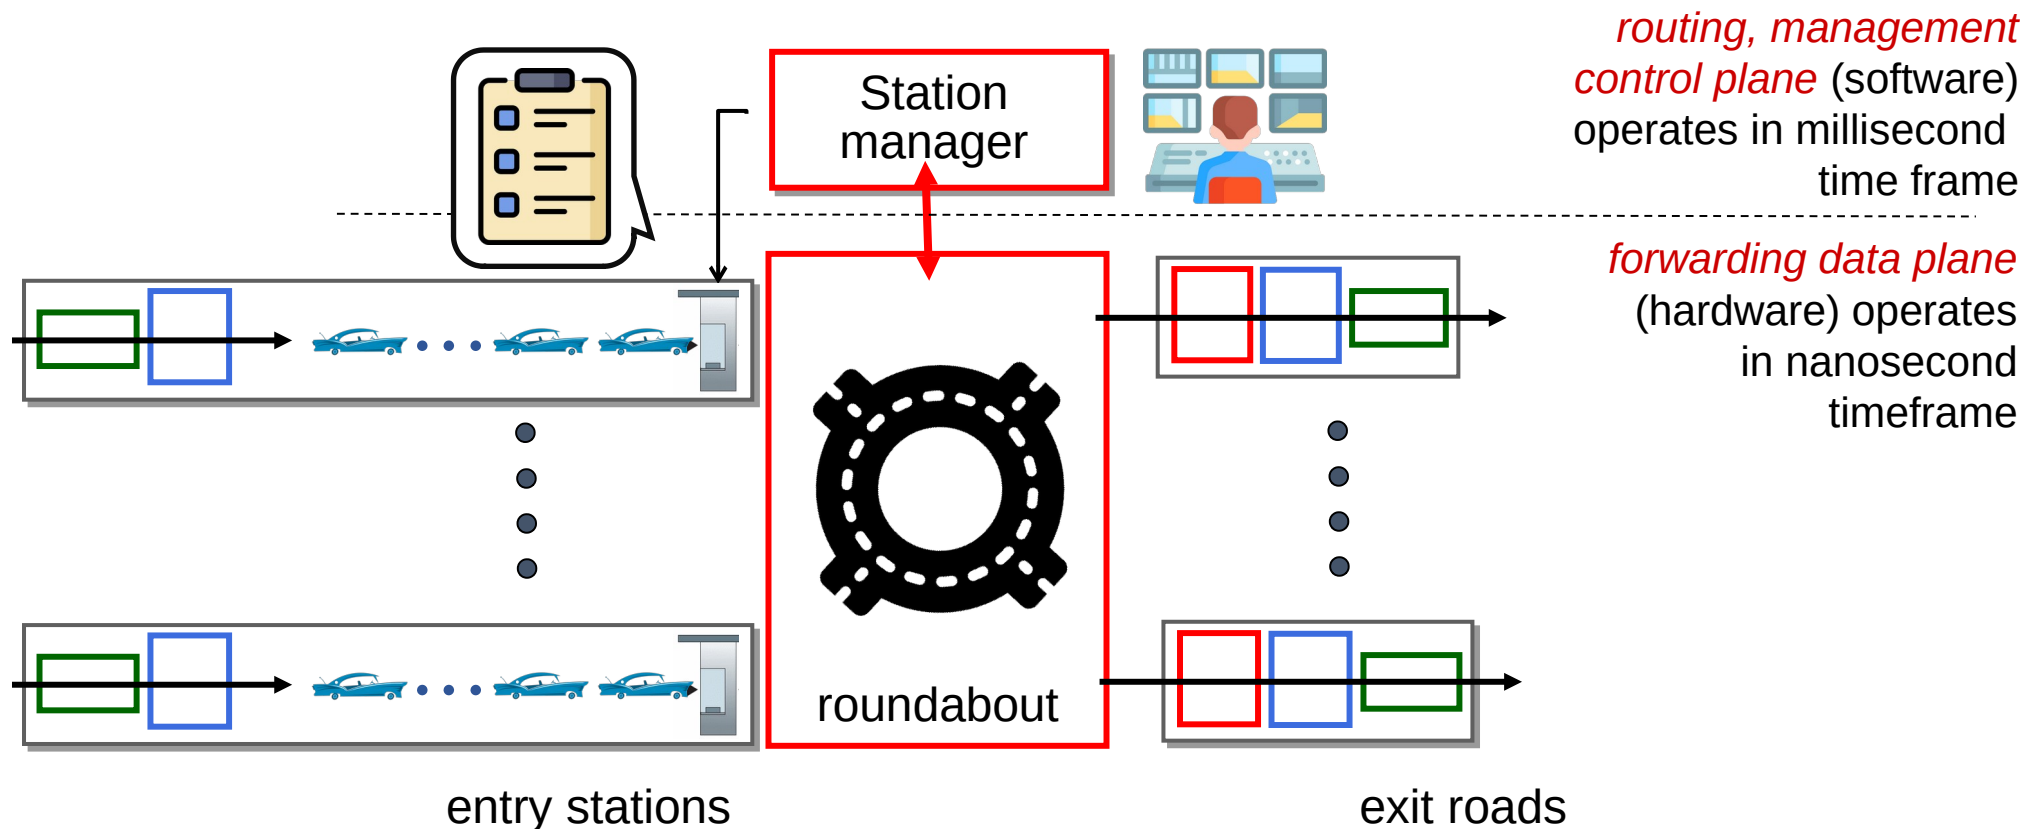 Station
manager
routing, management
control plane (software)
operates in millisecond
time frame
forwarding data plane
(hardware) operates
in nanosecond
timeframe
roundabout
entry stations
exit roads